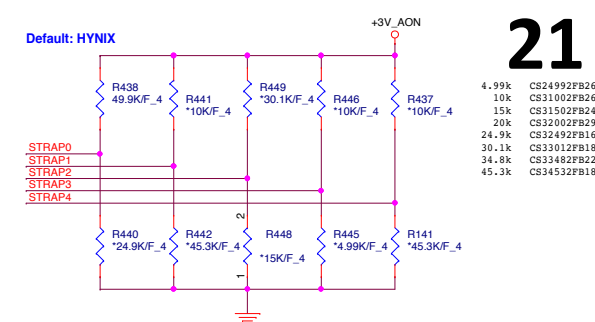 +3V_AON
Default: HYNIX
21
R438
49.9K/F_4
R441
*10K/F_4
R449
*30.1K/F_4
R446
*10K/F_4
R437
*10K/F_4
4.99k CS24992FB26
10k CS31002FB26
15k CS31502FB24
20k CS32002FB29
24.9k CS32492FB16
30.1k CS33012FB18
34.8k CS33482FB22
45.3k CS34532FB18
STRAP0
STRAP1
STRAP2
STRAP3
STRAP4
R440
*24.9K/F_4
R442
*45.3K/F_4
2
R448
*15K/F_4
1
R445
*4.99K/F_4
R141
*45.3K/F_4